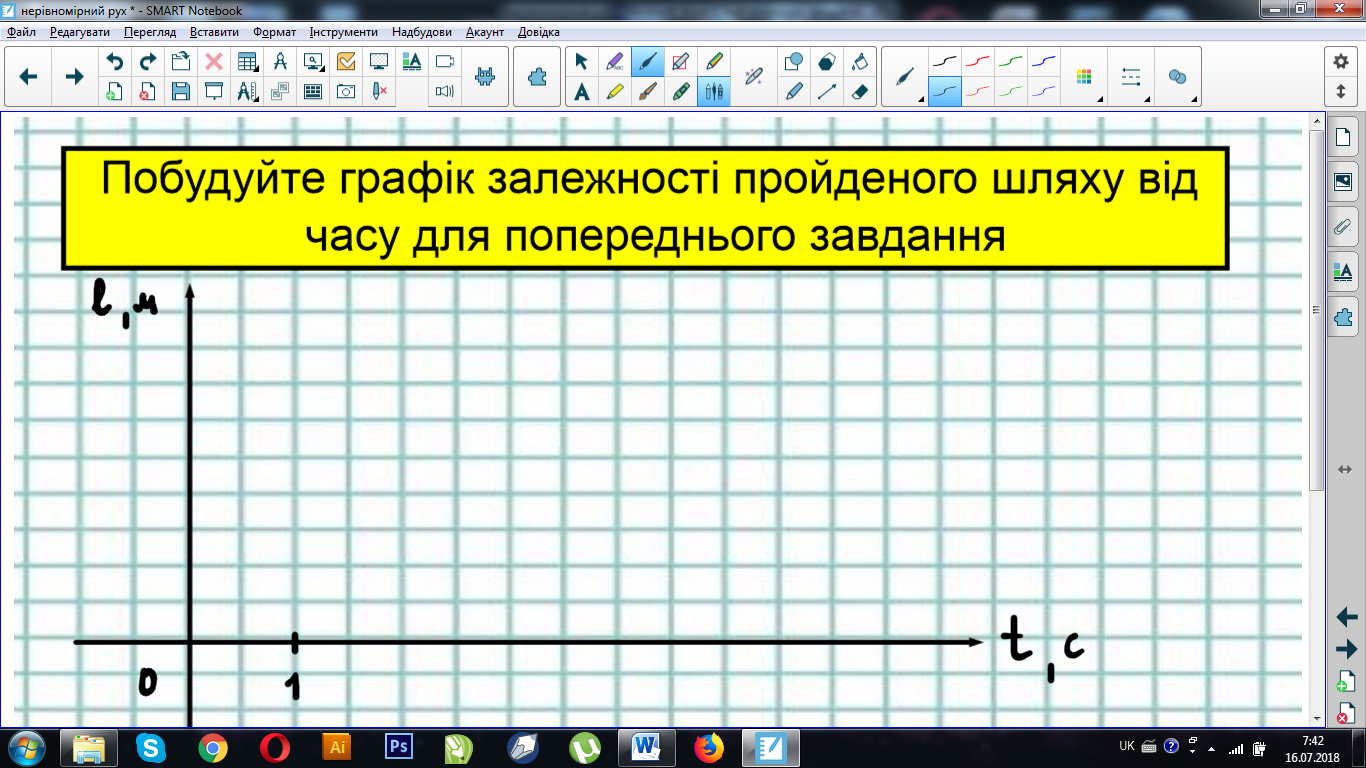 нерівномірний рух * - SMART Notebook
Файл Редагувати Перегляд Вставити Формат Інструменти Надбудови Акаунт Довідка
Побудуйте графік залежності пройденого шляху від
часу для попереднього завдання
l, м
t, с
0 1
UK
7:42
16.07.2018